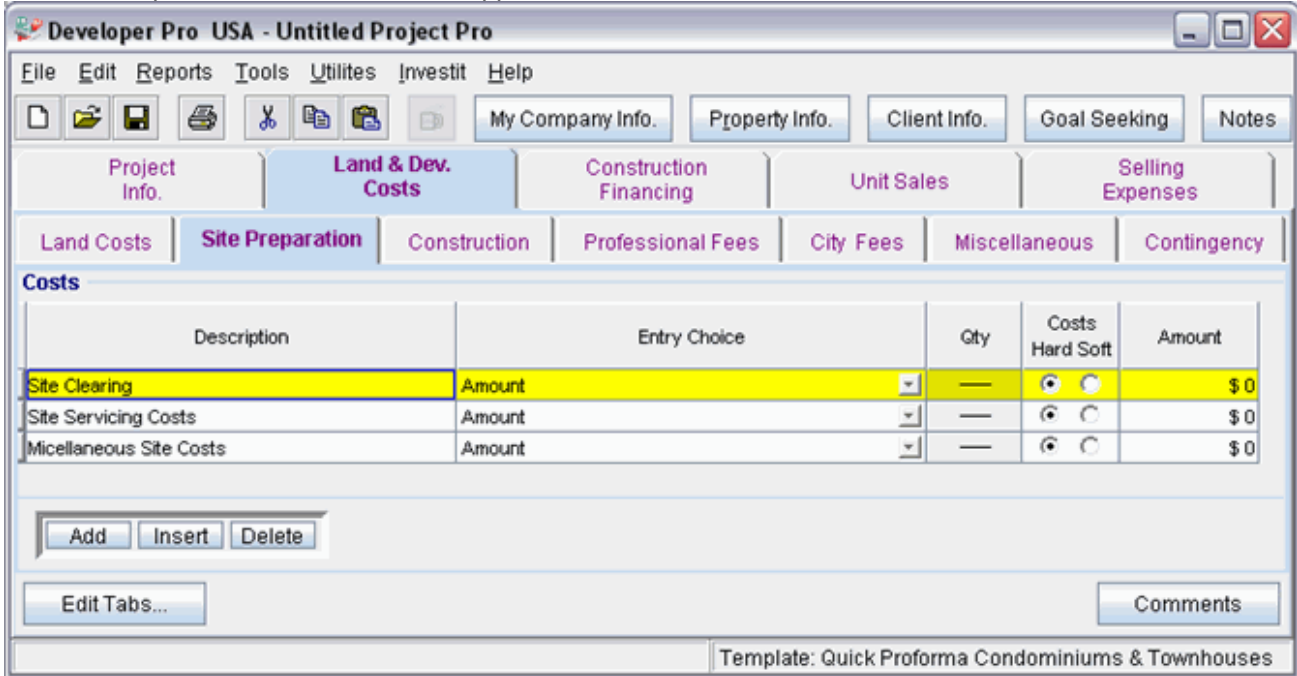 Developer Pro USA - Untitled Project Pro
File Edit Reports Tools Utilites Investit Help
My Company Info. Property Info. Client Info. Goal Seeking Notes
Project Info. Land & Dev. Costs Construction Financing Unit Sales Selling Expenses
Land Costs Site Preparation Construction Professional Fees City Fees Miscellaneous Contingency
Costs
Description Entry Choice Qty Costs Hard Soft Amount
Site Clearing Amount — $ 0
Site Servicing Costs Amount — $ 0
Micellaneous Site Costs Amount — $ 0
Add Insert Delete
Edit Tabs... Comments
Template: Quick Proforma Condominiums & Townhouses